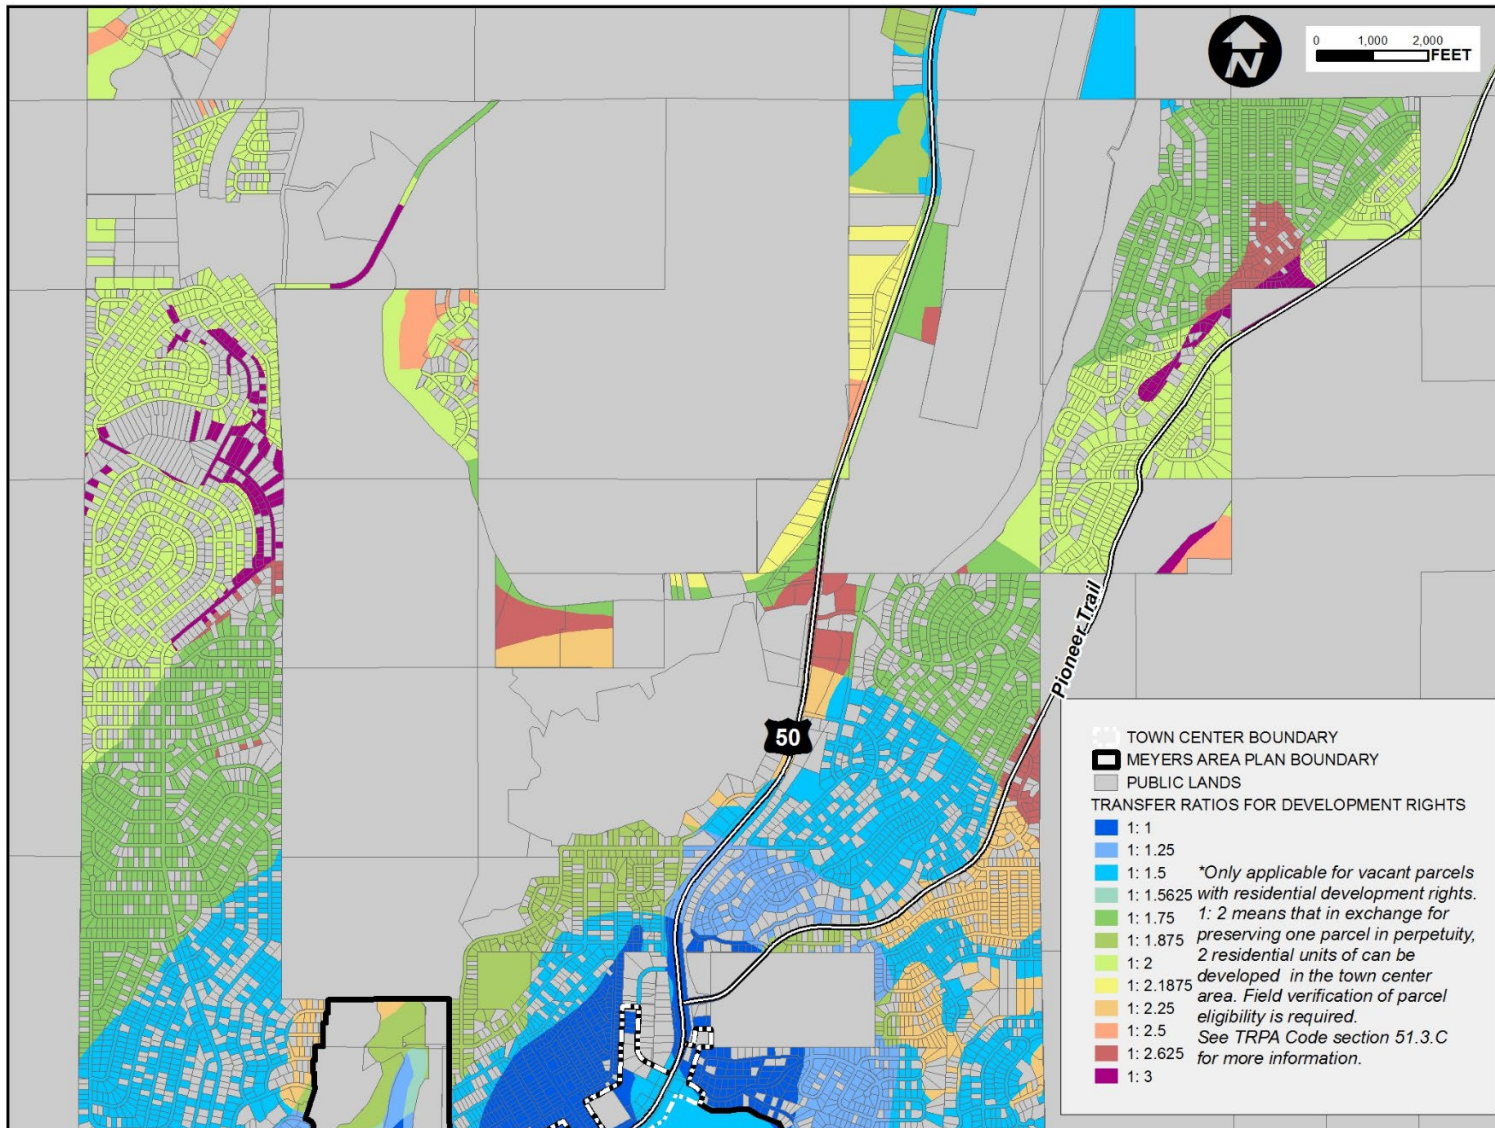 N
0 1,000 2,000
FEET
Pioneer Trail
50
TOWN CENTER BOUNDARY
MEYERS AREA PLAN BOUNDARY
PUBLIC LANDS
TRANSFER RATIOS FOR DEVELOPMENT RIGHTS
1: 1
1: 1.25
1: 1.5
1: 1.5625
1: 1.75
1: 1.875
1: 2
1: 2.1875
1: 2.25
1: 2.5
1: 2.625
1: 3
*Only applicable for vacant parcels
with residential development rights.
1: 2 means that in exchange for
preserving one parcel in perpetuity,
2 residential units of can be
developed in the town center
area. Field verification of parcel
eligibility is required.
See TRPA Code section 51.3.C
for more information.